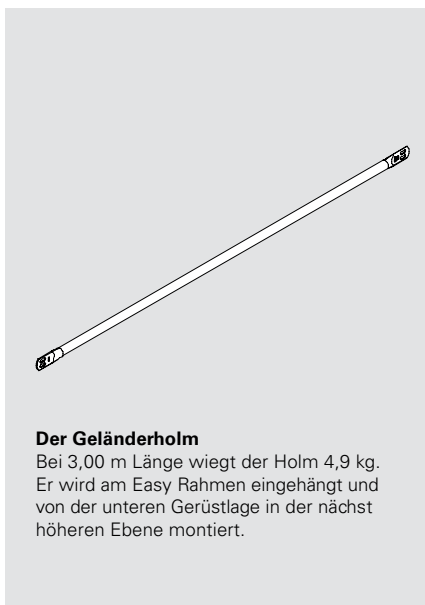 Der Geländerholm
Bei 3,00 m Länge wiegt der Holm 4,9 kg.
Er wird am Easy Rahmen eingehängt und
von der unteren Gerüstlage in der nächst
höheren Ebene montiert.